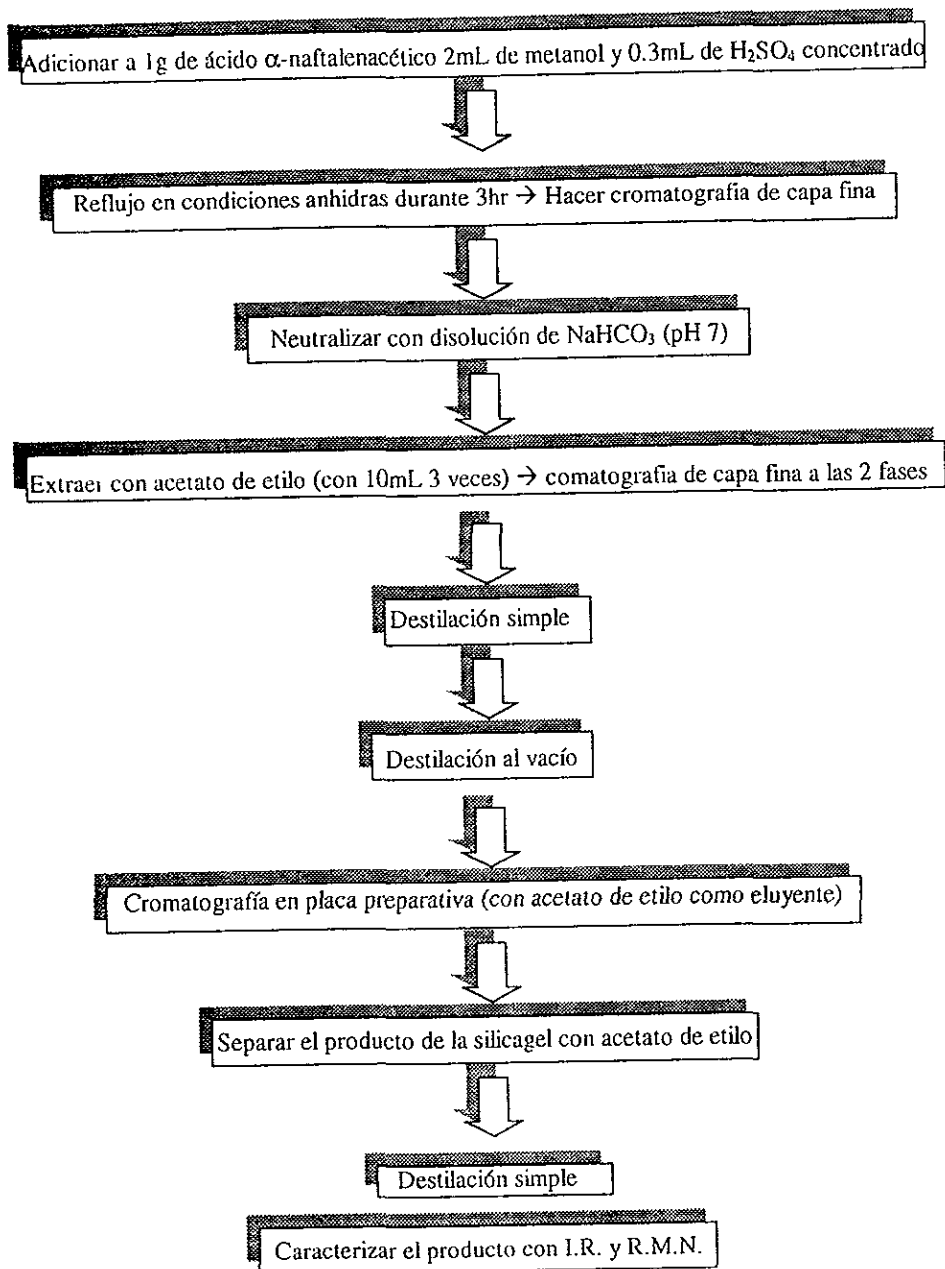 Adicionar a 1g de ácido α-naftalenacético 2mL de metanol y 0.3mL de H₂SO₄ concentrado
Reflujo en condiciones anhidras durante 3hr → Hacer cromatografia de capa fina
Neutralizar con disolución de NaHCO₃ (pH 7)
Extraer con acetato de etilo (con 10mL 3 veces) → comatografia de capa fina a las 2 fases
Destilación simple
Destilación al vacío
Cromatografía en placa preparativa (con acetato de etilo como eluyente)
Separar el producto de la silicagel con acetato de etilo
Destilación simple
Caracterizar el producto con I.R. y R.M.N.